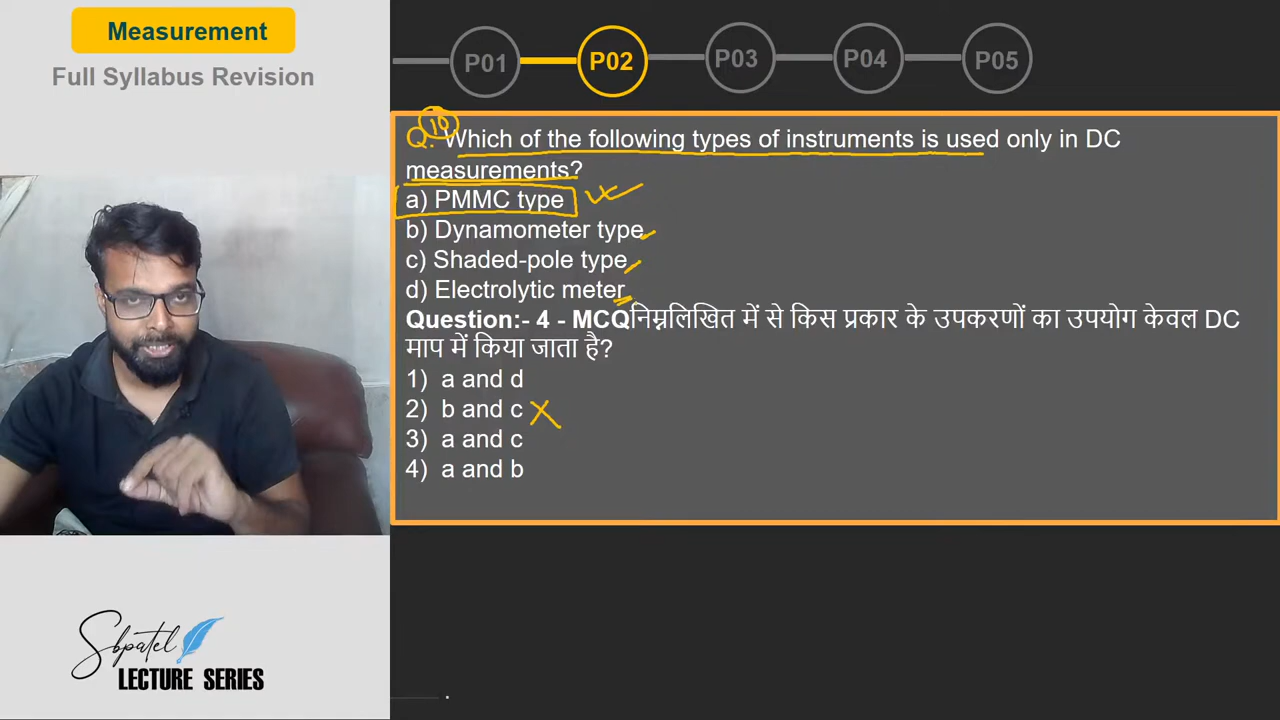 Measurement
Full Syllabus Revision
P01
P02
P03
P04
P05
Q. 10 Which of the following types of instruments is used only in DC
measurements?
a) PMMC type
b) Dynamometer type
c) Shaded-pole type
d) Electrolytic meter
Question:- 4 - MCQनिम्नलिखित में से किस प्रकार के उपकरणों का उपयोग केवल DC
माप में किया जाता है?
1) a and d
2) b and c
3) a and c
4) a and b
Sbpatel
LECTURE SERIES